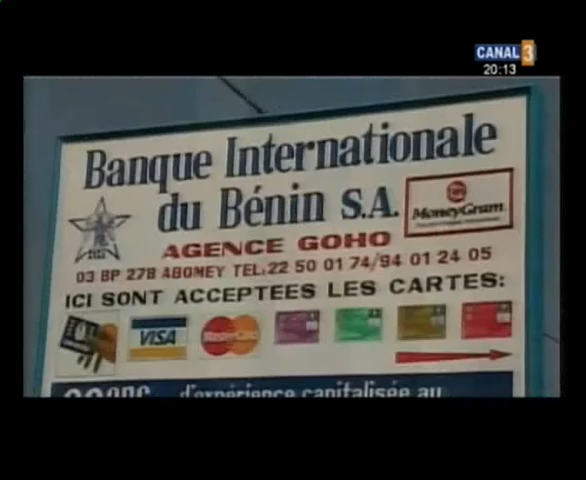 CANAL 3
20:13
Banque Internationale
du Bénin S.A.
MoneyGram
AGENCE GOHO
03 BP 278 ABOMEY TEL:22 50 01 74/94 01 24 05
ICI SONT ACCEPTEES LES CARTES:
VISA
MasterCard
d'expérience capitalisée au